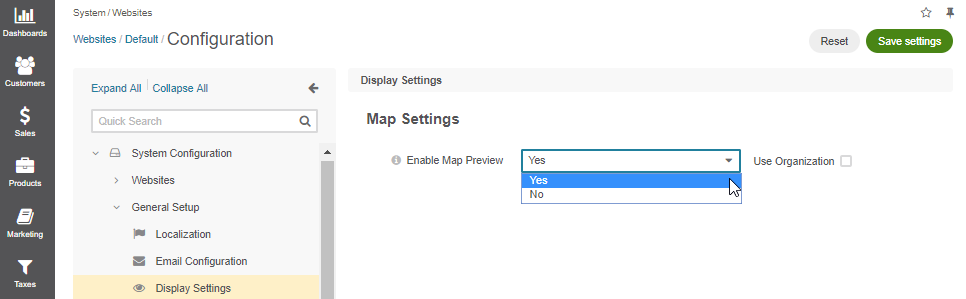 System / Websites
Websites / Default / Configuration
Reset
Save settings
Dashboards
Customers
Sales
Products
Marketing
Taxes
Expand All
Collapse All
Quick Search
System Configuration
Websites
General Setup
Localization
Email Configuration
Display Settings
Display Settings
Map Settings
Enable Map Preview
Yes
Use Organization
Yes
No